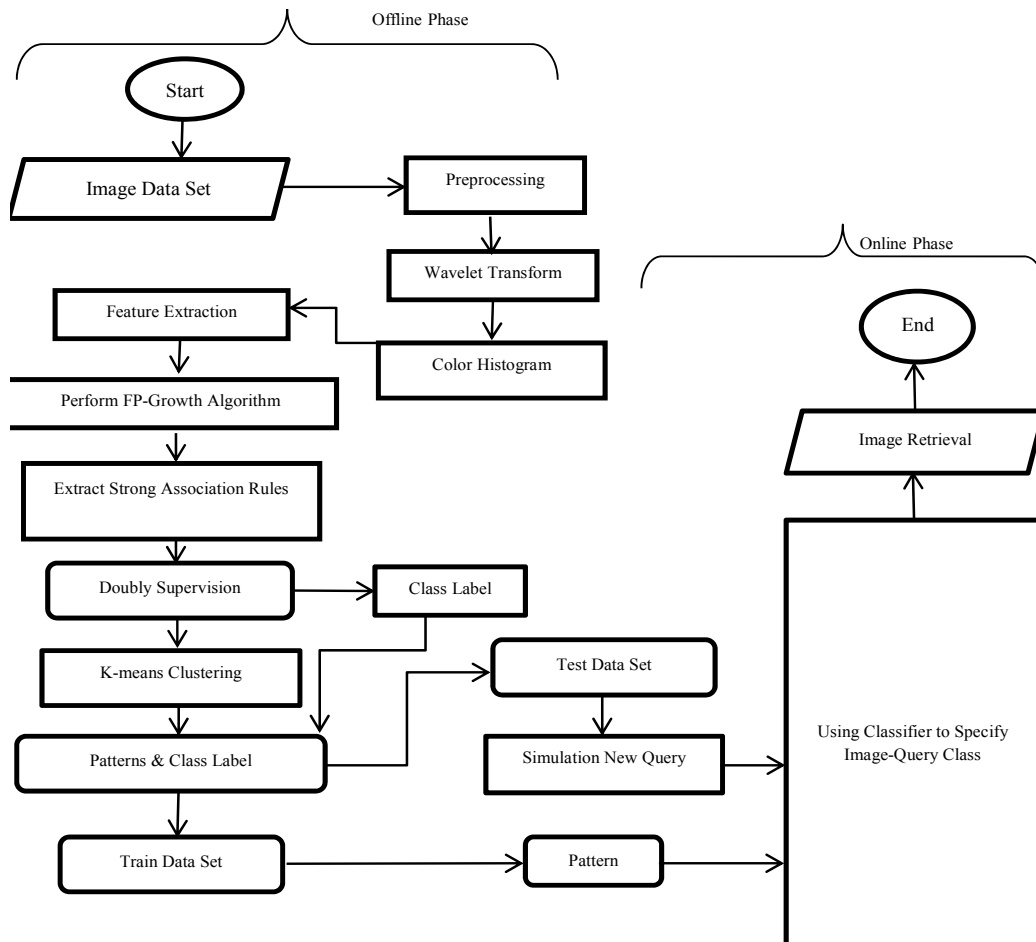 Offline Phase
Start
Image Data Set
Preprocessing
Wavelet Transform
Online Phase
Feature Extraction
Color Histogram
End
Perform FP-Growth Algorithm
Image Retrieval
Extract Strong Association Rules
Doubly Supervision
Class Label
K-means Clustering
Test Data Set
Patterns & Class Label
Simulation New Query
Using Classifier to Specify
Image-Query Class
Train Data Set
Pattern